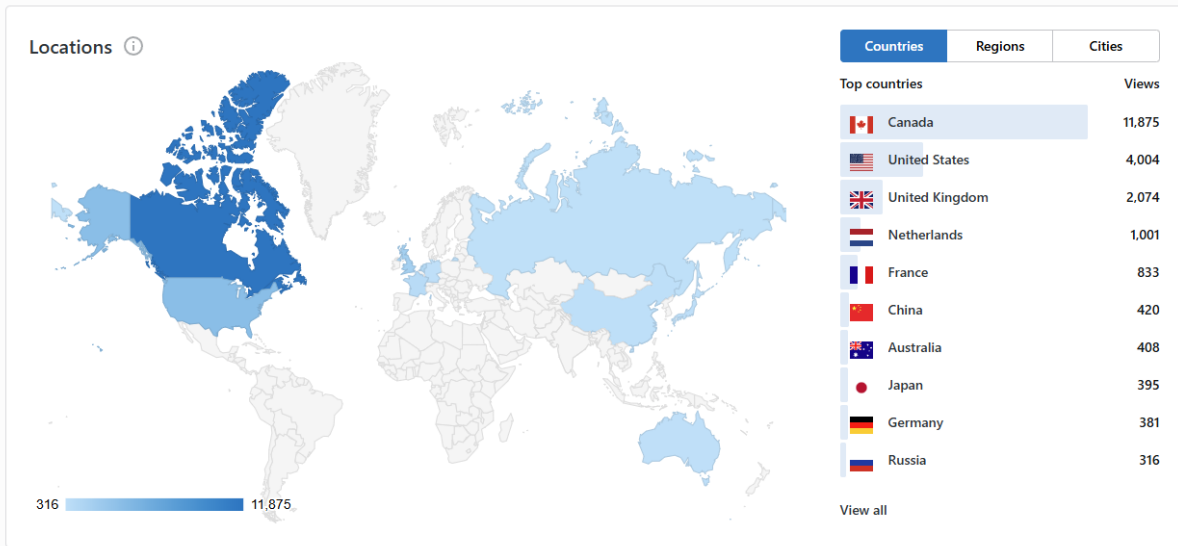 Locations
Countries Regions Cities
Top countries Views
Canada 11,875
United States 4,004
United Kingdom 2,074
Netherlands 1,001
France 833
China 420
Australia 408
Japan 395
Germany 381
Russia 316
316 11,875
View all